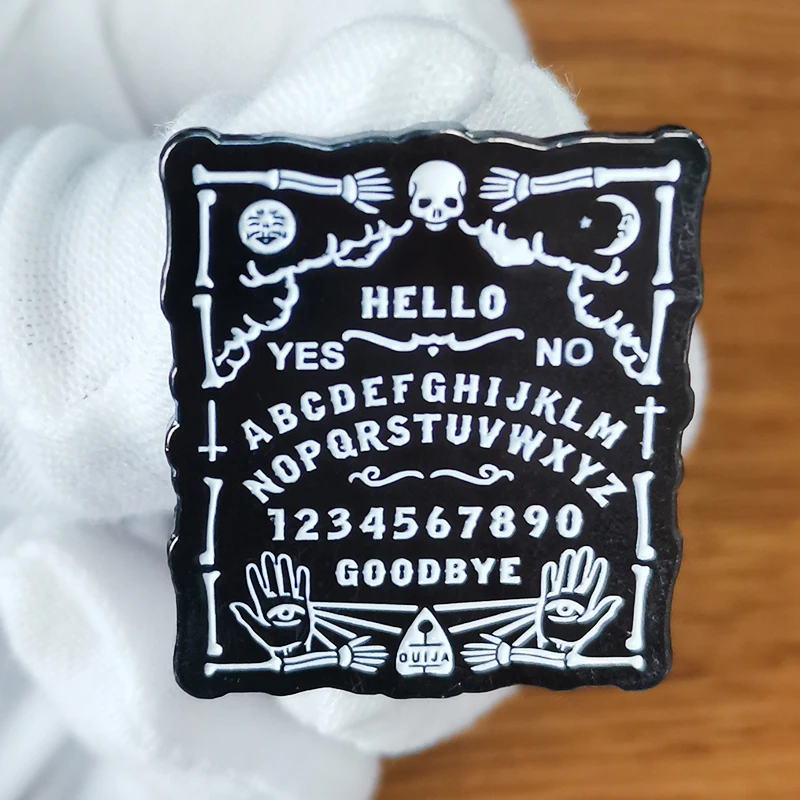 HELLO
YES NO
ABCDEFGHIJKLM
NOPQRSTUVWXYZ
1234567890
GOODBYE
OUIJA